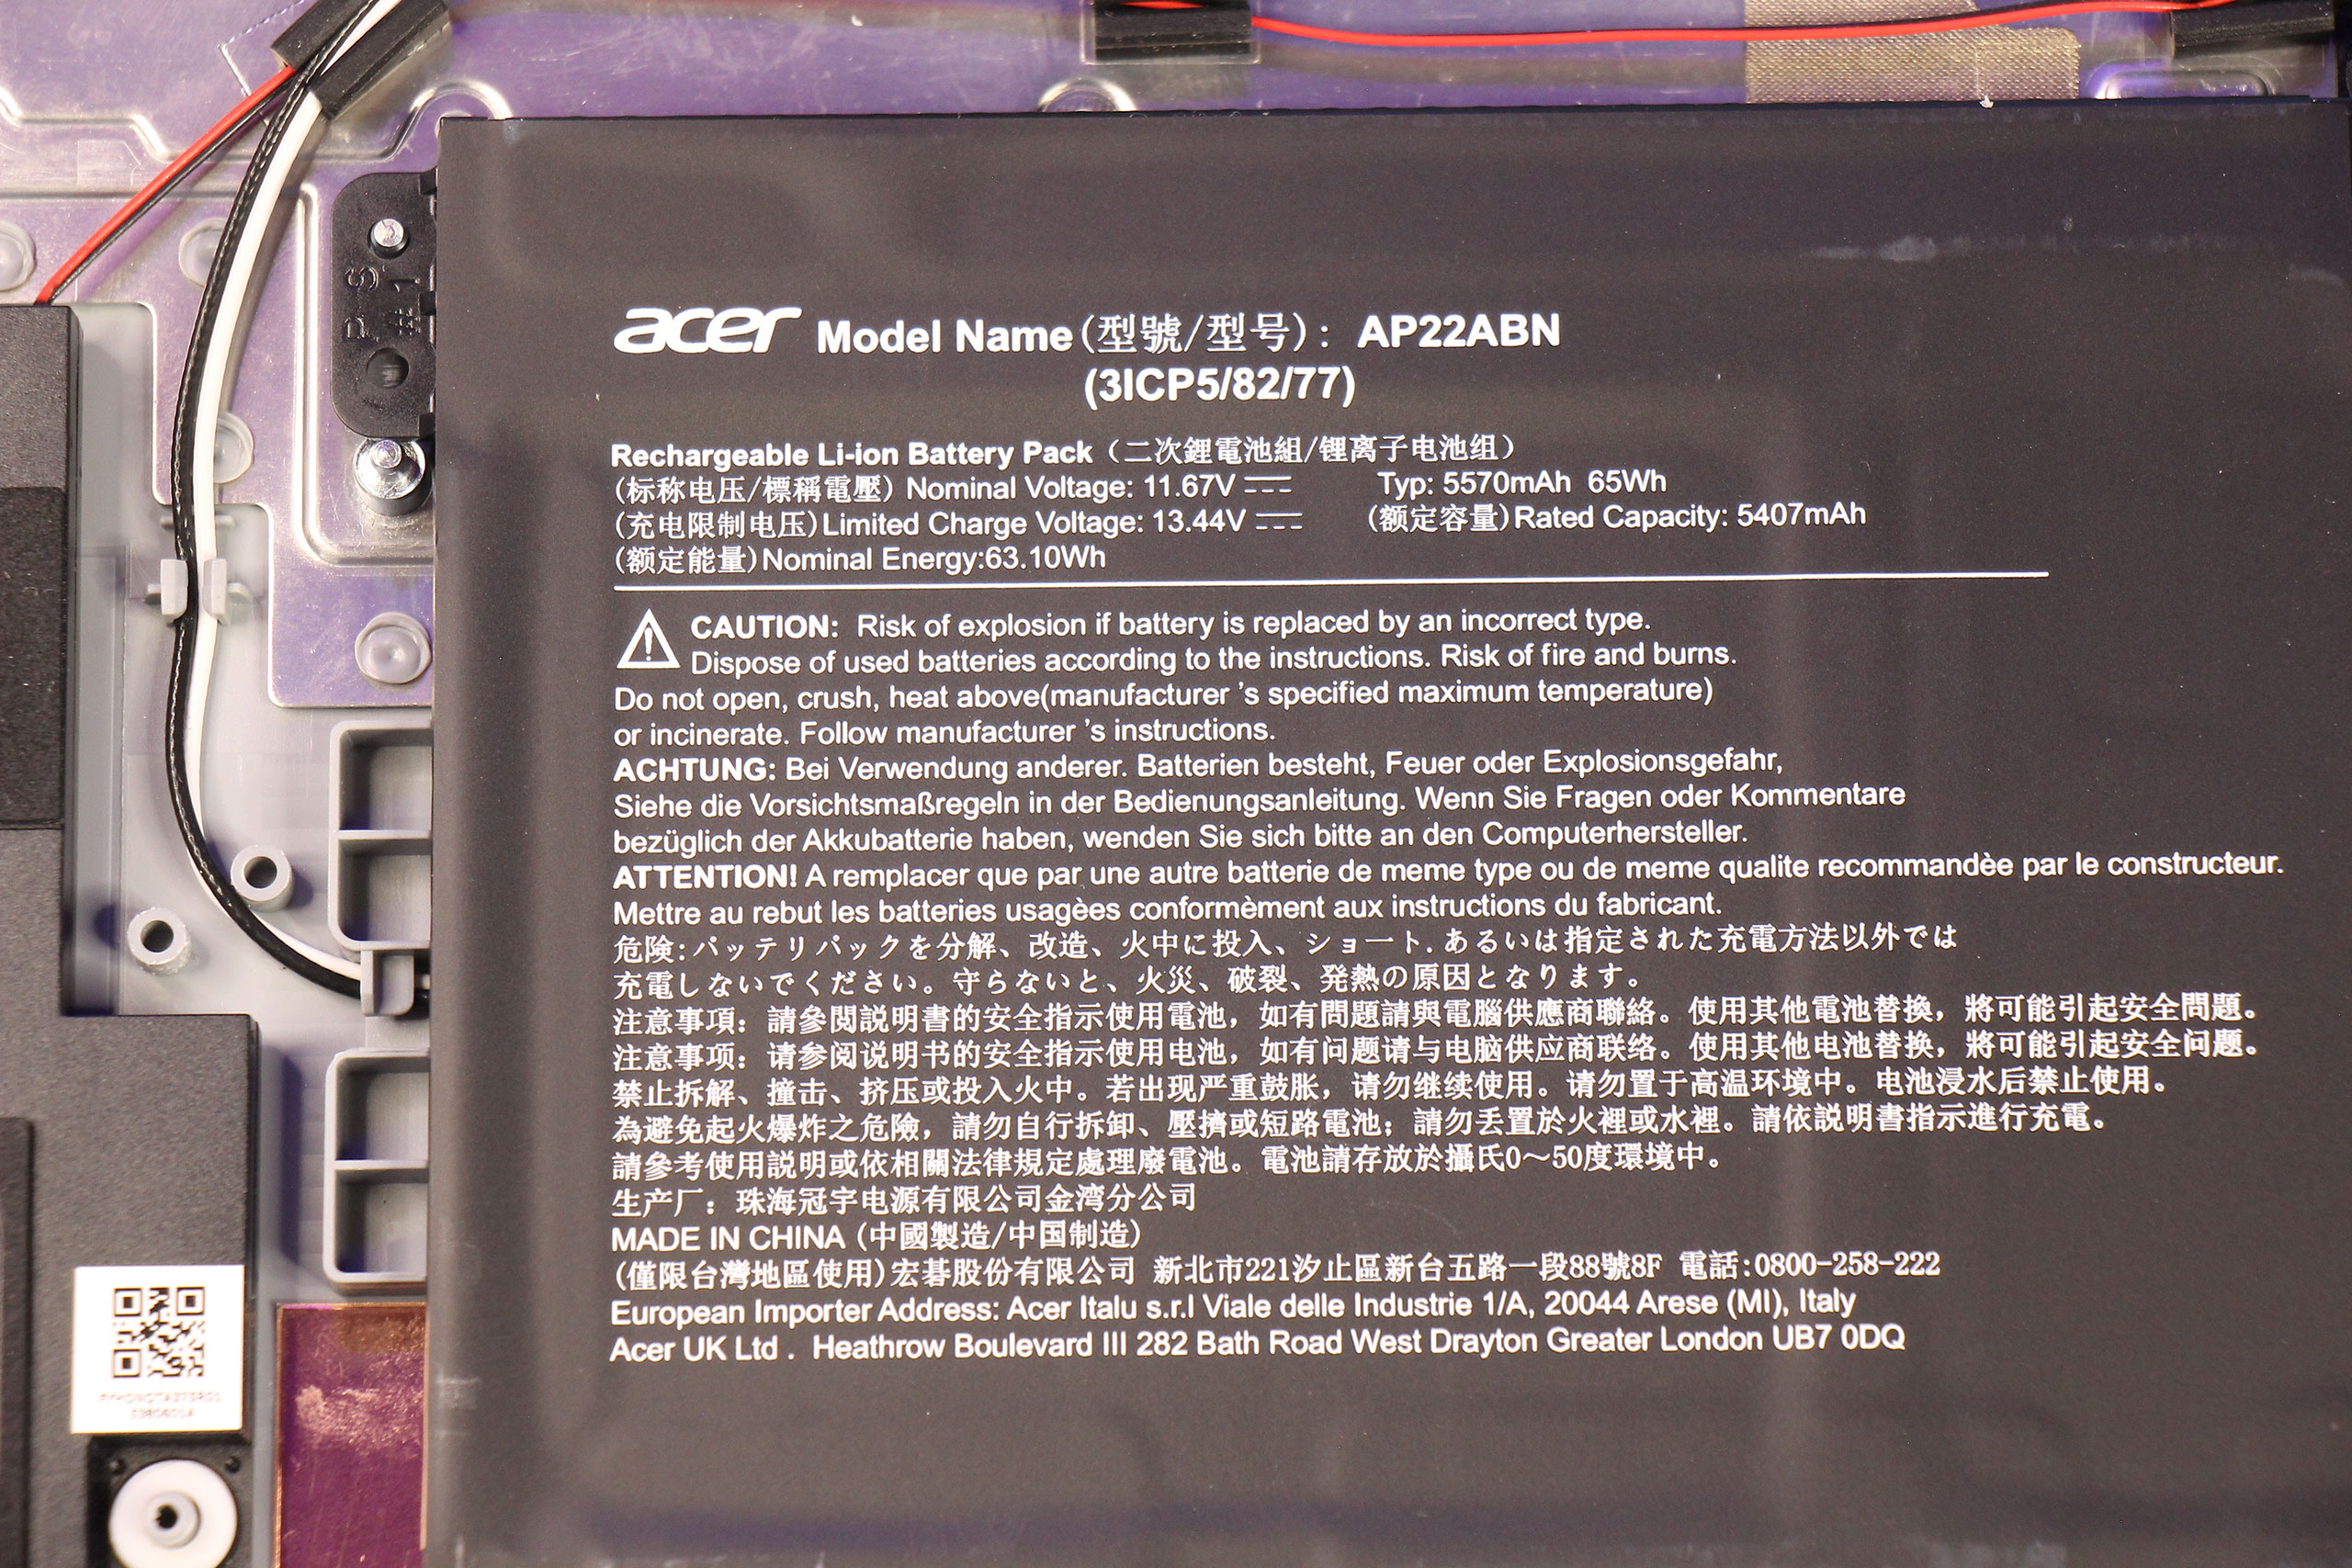 PS
#1
acer Model Name(型號/型号): AP22ABN
(3ICP5/82/77)
Rechargeable Li-ion Battery Pack (二次鋰電池組/锂离子电池组)
(标称电压/標稱電壓) Nominal Voltage: 11.67V Typ: 5570mAh 65Wh
(充电限制电压)Limited Charge Voltage: 13.44V (额定容量)Rated Capacity: 5407mAh
(额定能量)Nominal Energy:63.10Wh
CAUTION: Risk of explosion if battery is replaced by an incorrect type.
Dispose of used batteries according to the instructions. Risk of fire and burns.
Do not open, crush, heat above(manufacturer 's specified maximum temperature)
or incinerate. Follow manufacturer 's instructions.
ACHTUNG: Bei Verwendung anderer. Batterien besteht, Feuer oder Explosionsgefahr,
Siehe die Vorsichtsmaßregeln in der Bedienungsanleitung. Wenn Sie Fragen oder Kommentare
bezüglich der Akkubatterie haben, wenden Sie sich bitte an den Computerhersteller.
ATTENTION! A remplacer que par une autre batterie de meme type ou de meme qualite recommandèe par le constructeur.
Mettre au rebut les batteries usagèes conformèment aux instructions du fabricant.
危険:バッテリパックを分解、改造、火中に投入、ショート.あるいは指定された充電方法以外では
充電しないでください。守らないと、火災、破裂、発熱の原因となります。
注意事項：請參閱説明書的安全指示使用電池，如有問題請與電腦供應商聯絡。使用其他電池替換，將可能引起安全問題。
注意事项：请参阅说明书的安全指示使用电池，如有问题请与电脑供应商联络。使用其他电池替换，將可能引起安全问题。
禁止拆解、撞击、挤压或投入火中。若出现严重鼓胀，请勿继续使用。请勿置于高温环境中。电池浸水后禁止使用。
為避免起火爆炸之危險，請勿自行拆卸、壓擠或短路電池；請勿丟置於火裡或水裡。請依説明書指示進行充電。
請參考使用説明或依相關法律規定處理廢電池。電池請存放於攝氏0～50度環境中。
生产厂：珠海冠宇电源有限公司金湾分公司
MADE IN CHINA (中國製造/中国制造)
(僅限台灣地區使用)宏碁股份有限公司 新北市221汐止區新台五路一段88號8F 電話:0800-258-222
European Importer Address: Acer Italu s.r.l Viale delle Industrie 1/A, 20044 Arese (MI), Italy
Acer UK Ltd . Heathrow Boulevard III 282 Bath Road West Drayton Greater London UB7 0DQ